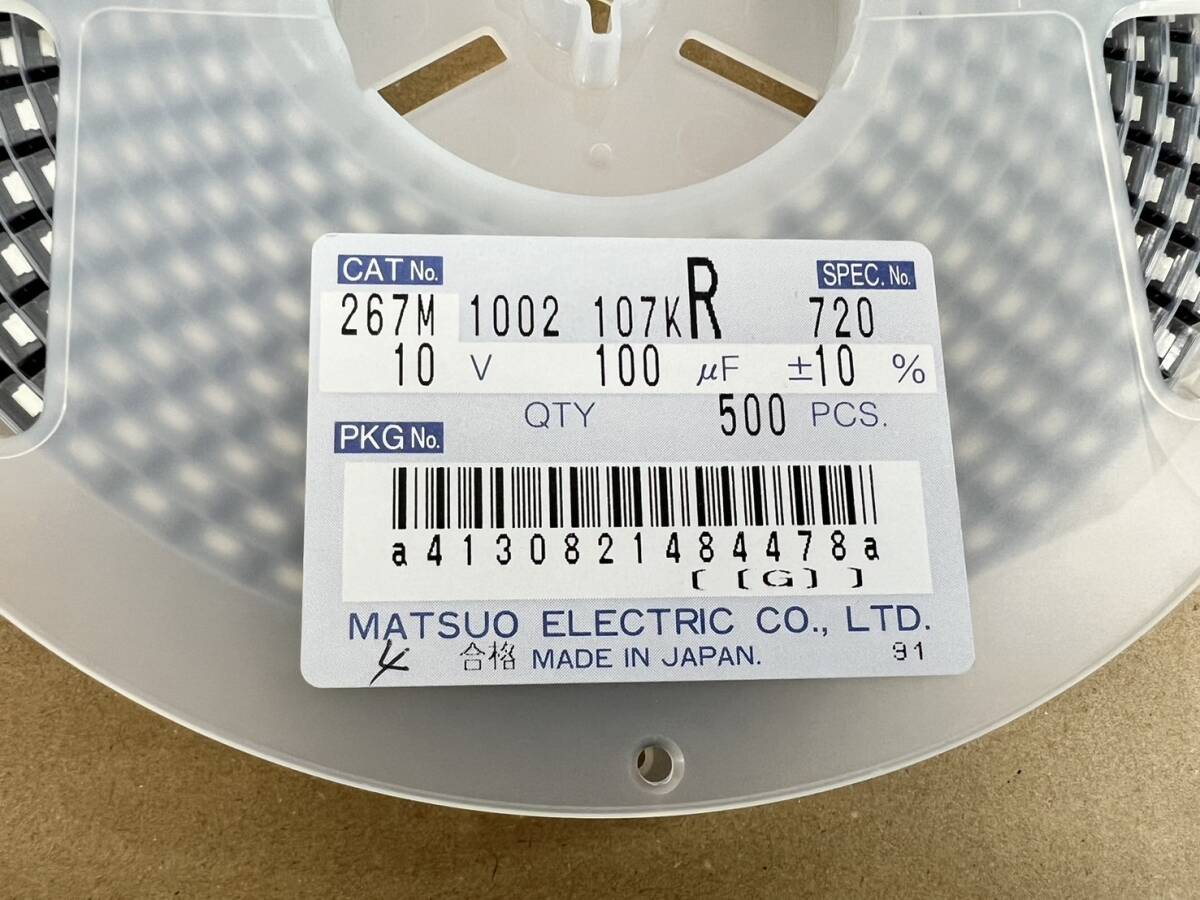 CAT No. SPEC. No.
267M 1002 107KR 720
10 V 100 μF ±10 %
QTY 500 PCS.
PKG No.
a4130821484478a
[ [G] ]
MATSUO ELECTRIC CO., LTD.
4 合格 MADE IN JAPAN. 91